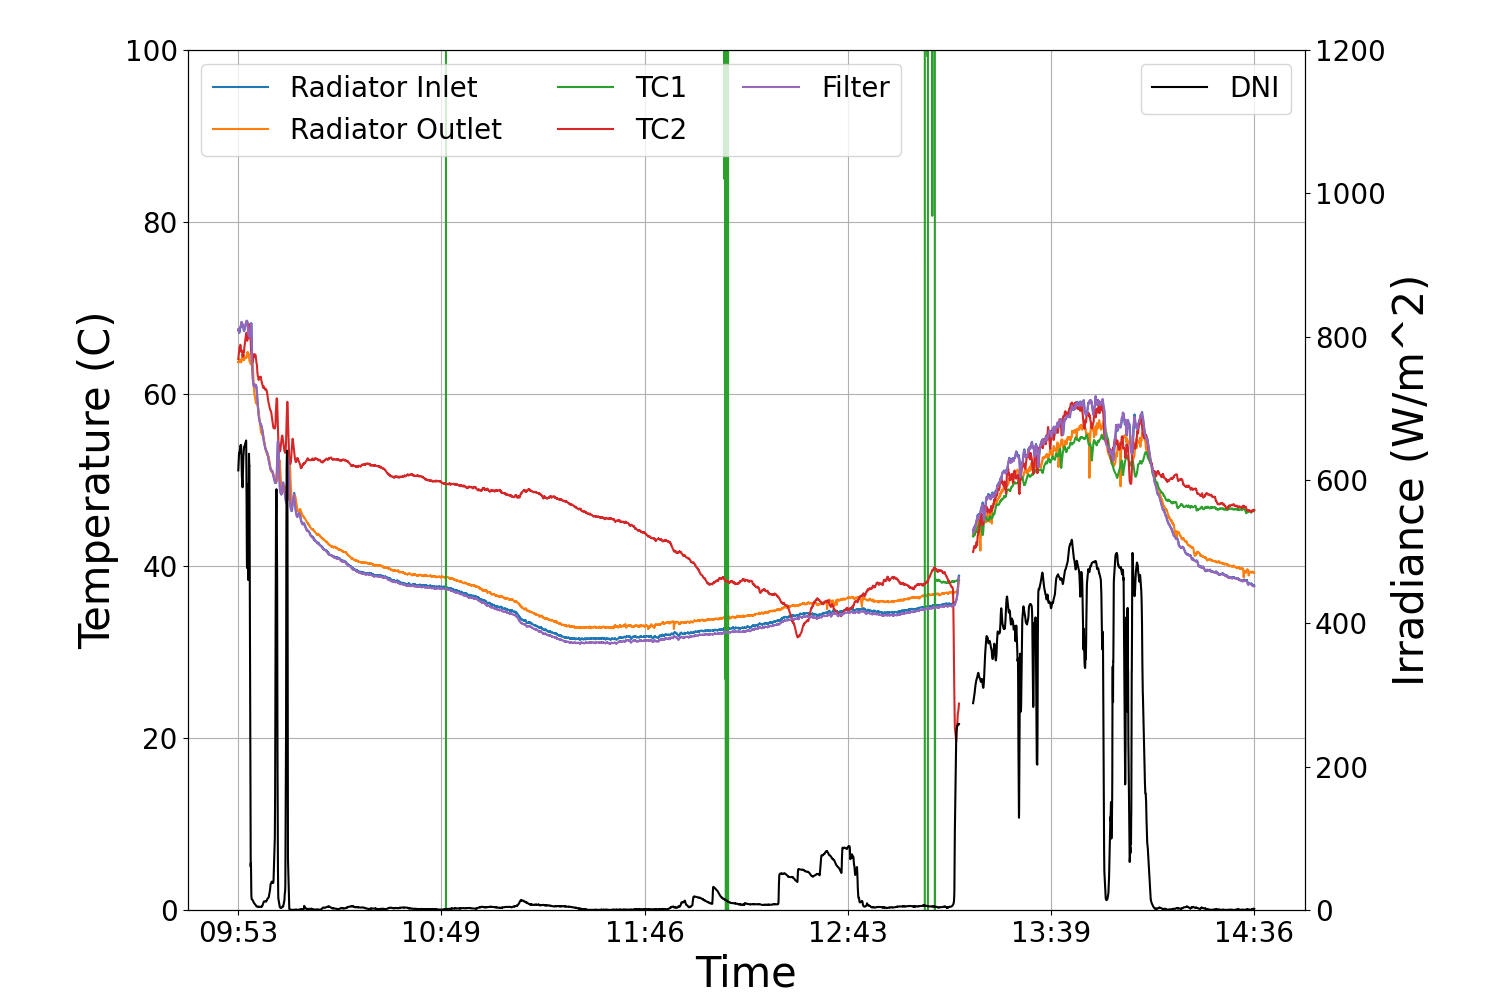 100
80
60
40
20
0
Temperature (C)
Radiator Inlet
Radiator Outlet
TC1
TC2
Filter
DNI
1200
1000
800
600
400
200
0
Irradiance (W/m^2)
09:53 10:49 11:46 12:43 13:39 14:36
Time